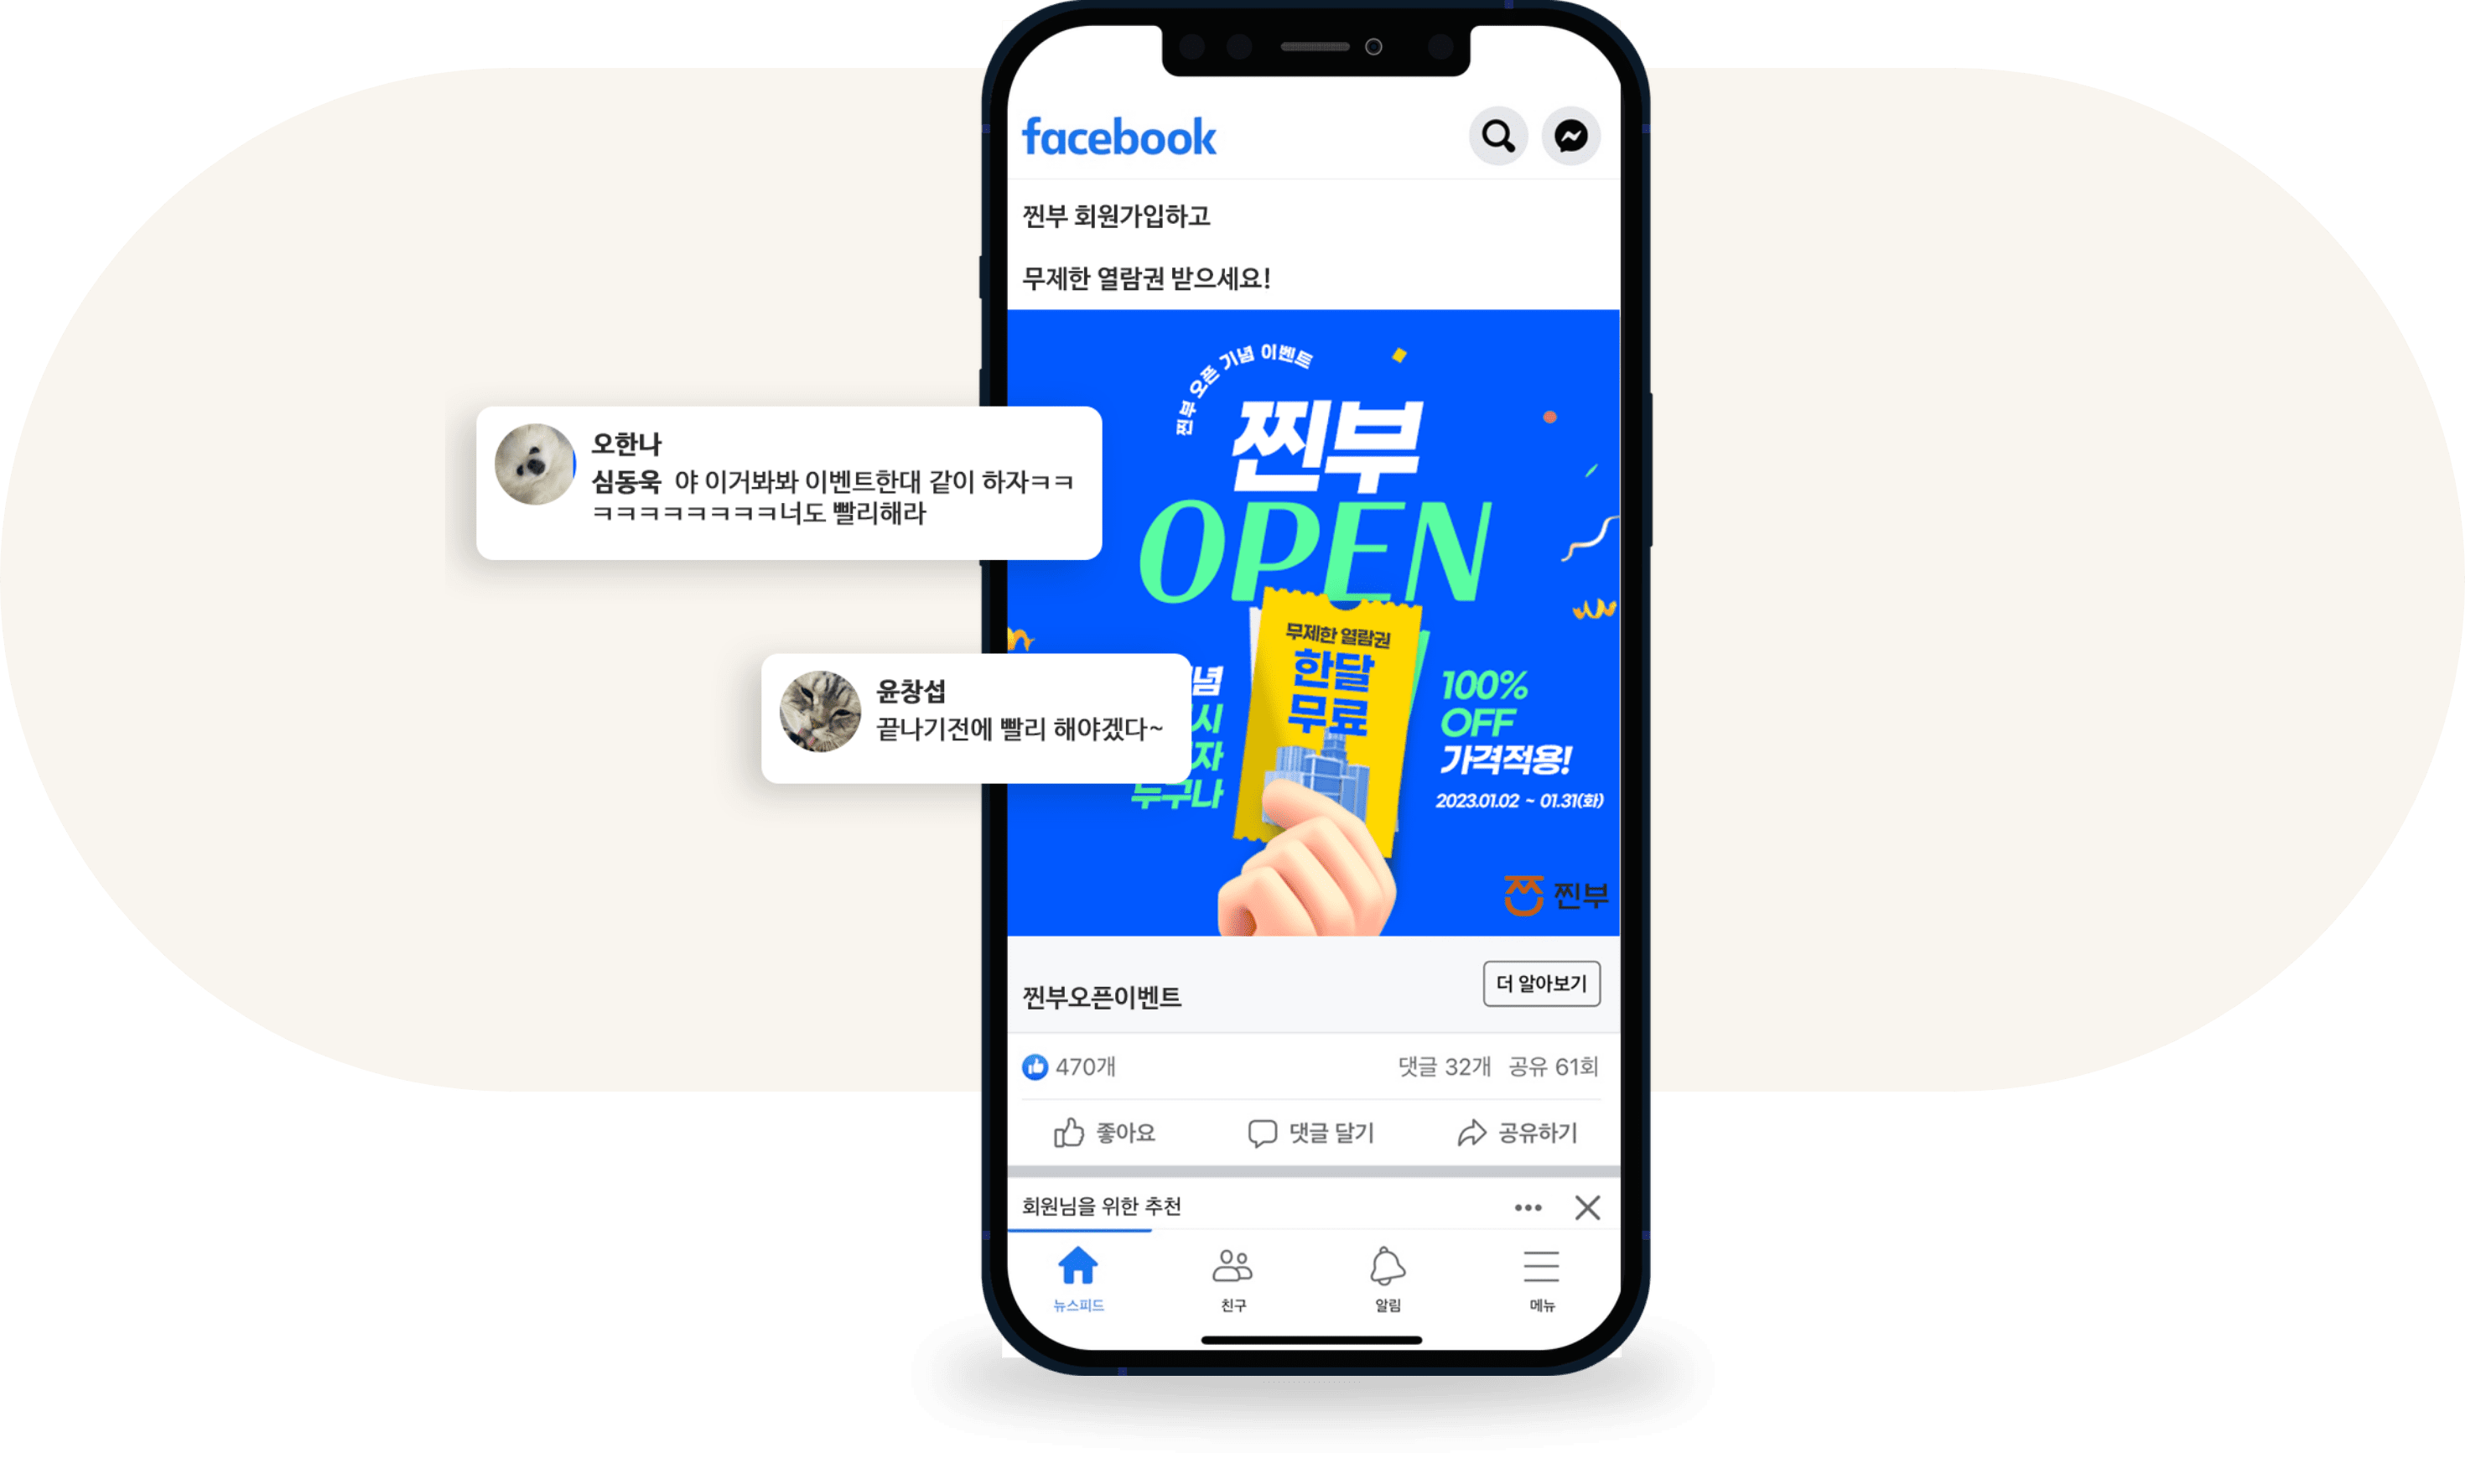 facebook
찐부 회원가입하고
무제한 열람권 받으세요!
찐부 오픈 기념 이벤트
찐부
OPEN
오한나
심동욱 야 이거봐봐 이벤트한대 같이 하자ㅋㅋ
ㅋㅋㅋㅋㅋㅋㅋㅋ너도 빨리해라
무제한 열람권
한달
무료
윤창섭
끝나기전에 빨리 해야겠다~
념
시
자
누구나
100%
OFF
가격적용!
2023.01.02 ~ 01.31(화)
찐부
찐부오픈이벤트
더 알아보기
470개
댓글 32개 공유 61회
좋아요
댓글 달기
공유하기
회원님을 위한 추천
뉴스피드
친구
알림
메뉴